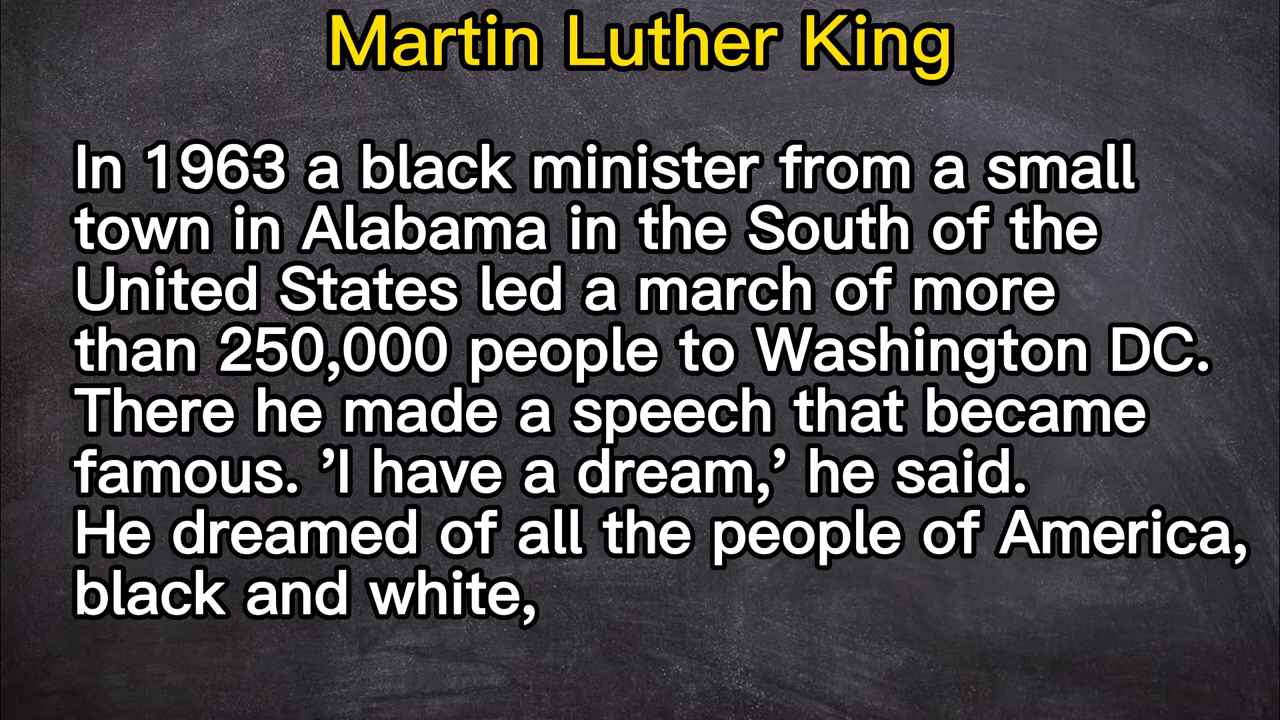 Martin Luther King
In 1963 a black minister from a small
town in Alabama in the South of the
United States led a march of more
than 250,000 people to Washington DC.
There he made a speech that became
famous. ’I have a dream,’ he said.
He dreamed of all the people of America,
black and white,